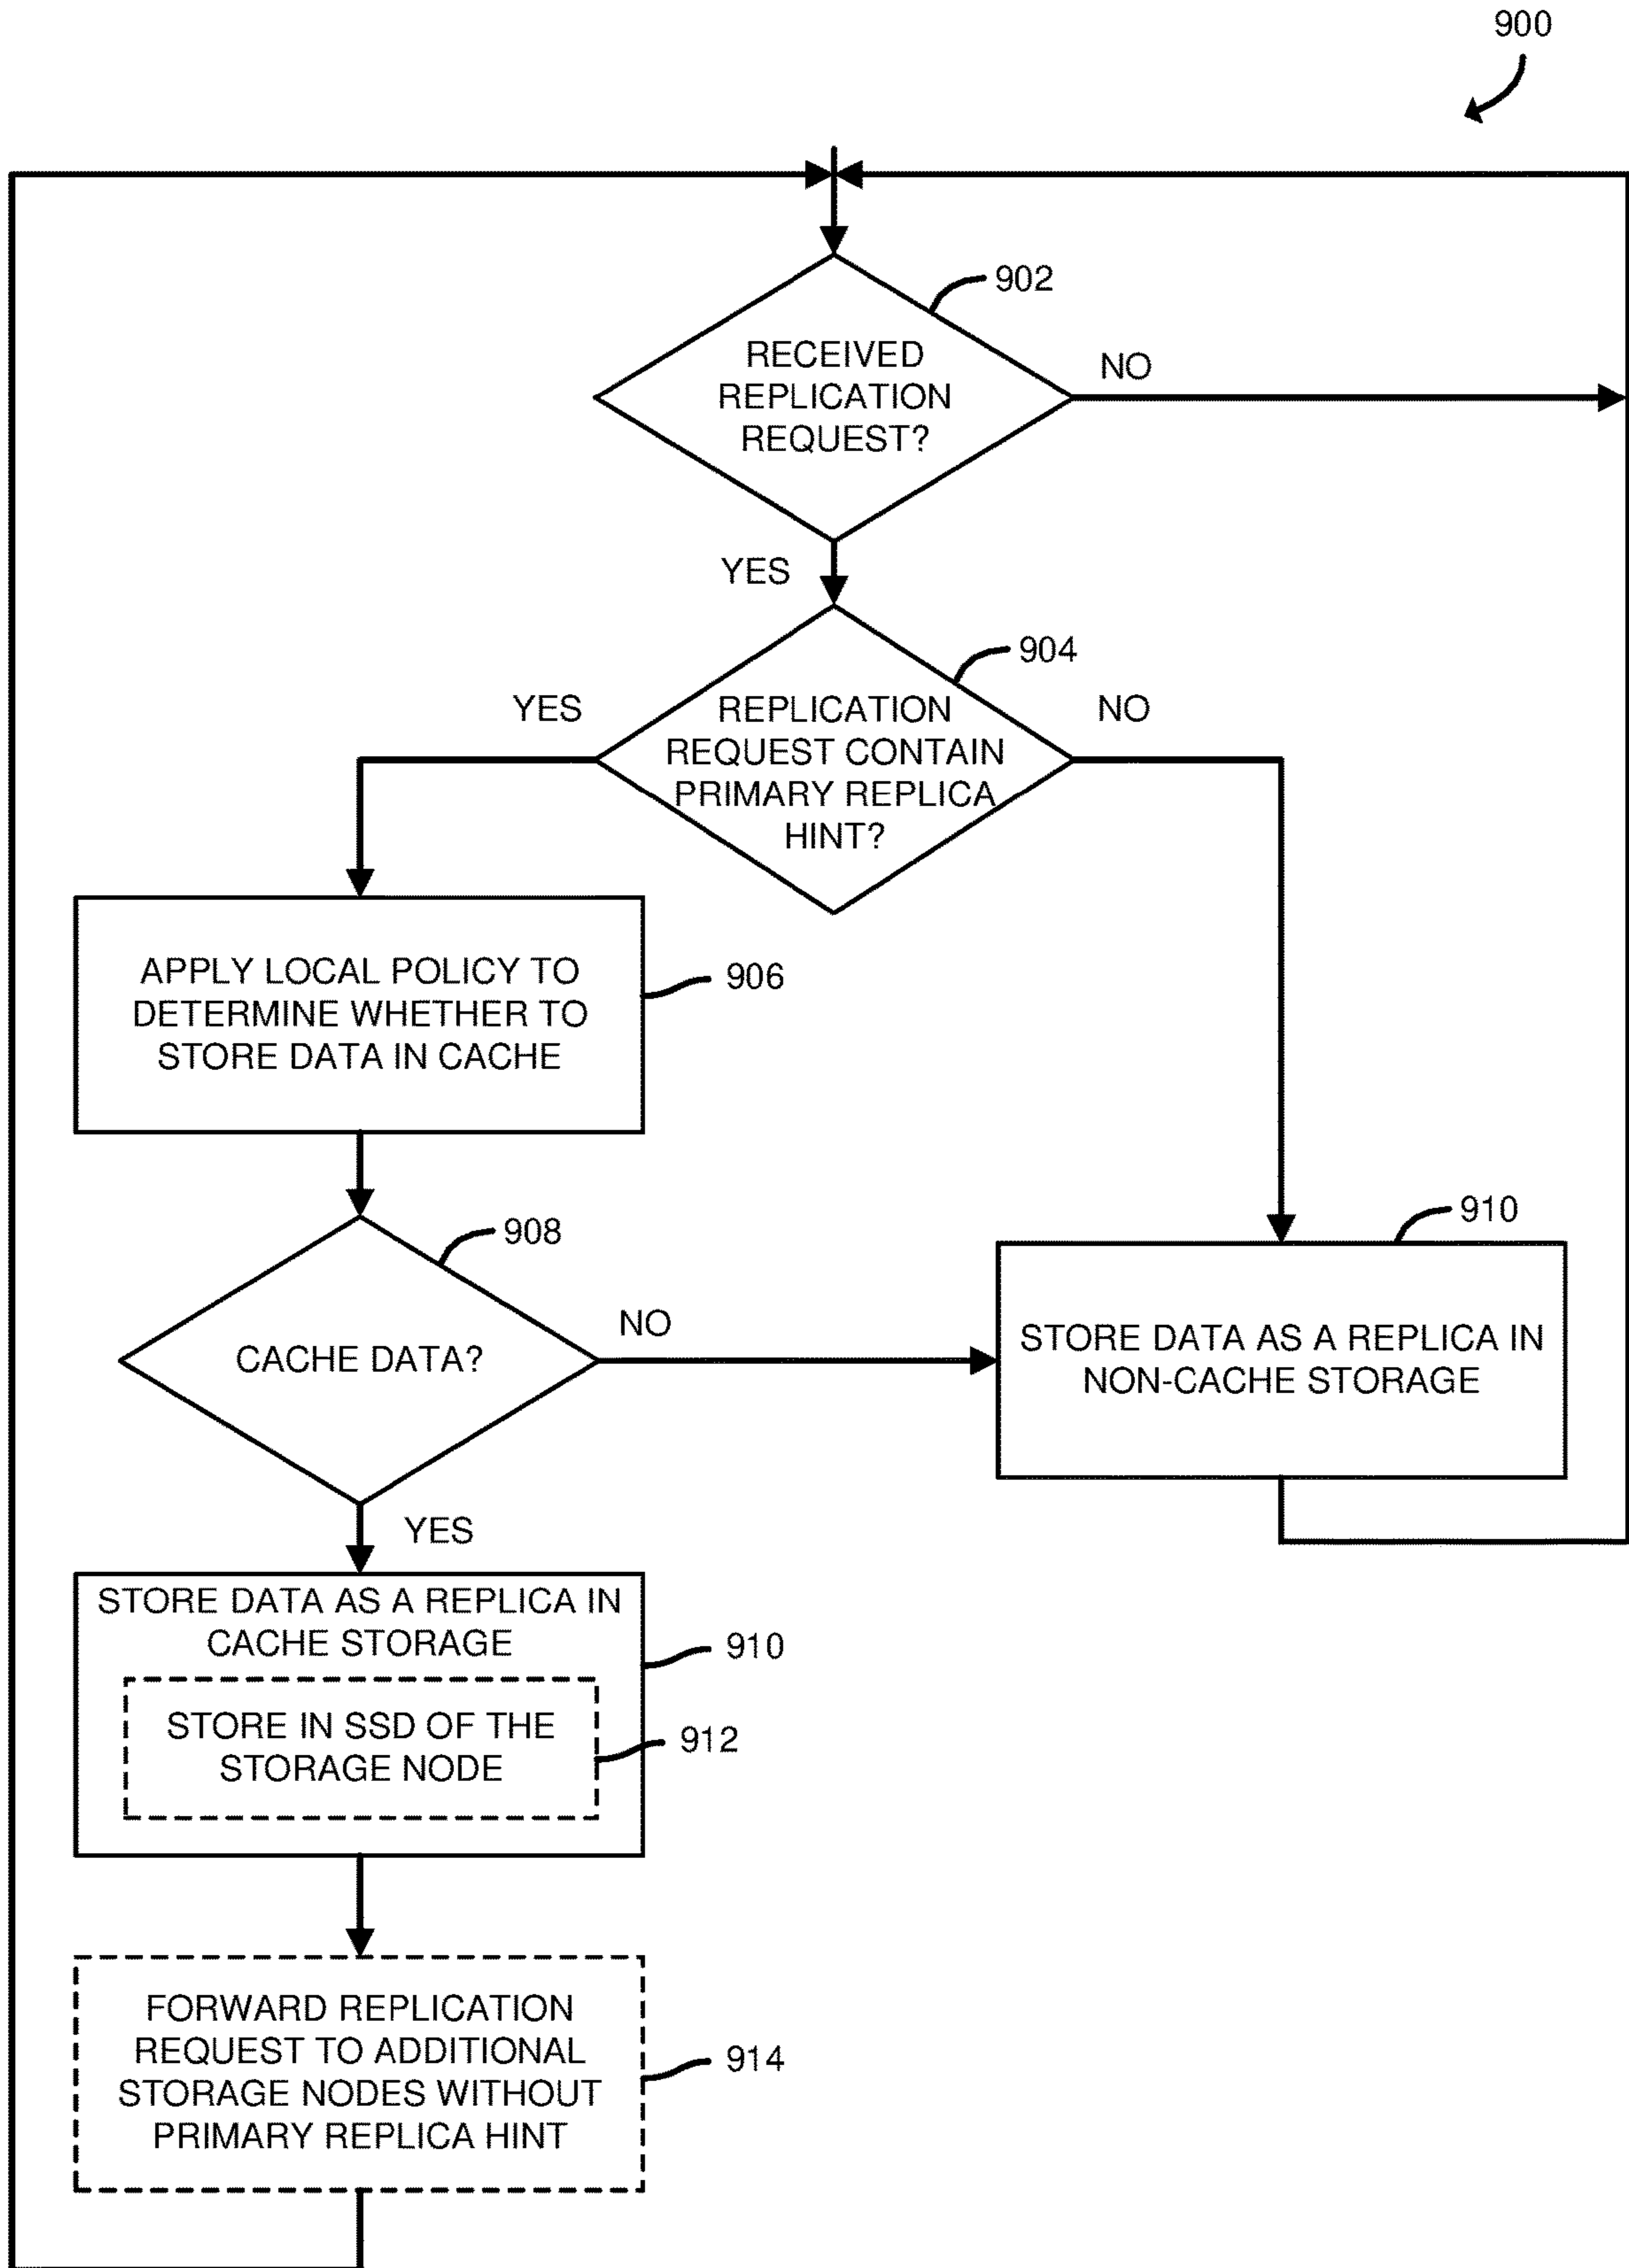 900
902
RECEIVED
REPLICATION
REQUEST?
NO
YES
904
YES
REPLICATION
REQUEST CONTAIN
PRIMARY REPLICA
HINT?
NO
APPLY LOCAL POLICY TO
DETERMINE WHETHER TO
STORE DATA IN CACHE
906
908
CACHE DATA?
NO
910
STORE DATA AS A REPLICA IN
NON-CACHE STORAGE
YES
STORE DATA AS A REPLICA IN
CACHE STORAGE
910
STORE IN SSD OF THE
STORAGE NODE
912
FORWARD REPLICATION
REQUEST TO ADDITIONAL
STORAGE NODES WITHOUT
PRIMARY REPLICA HINT
914